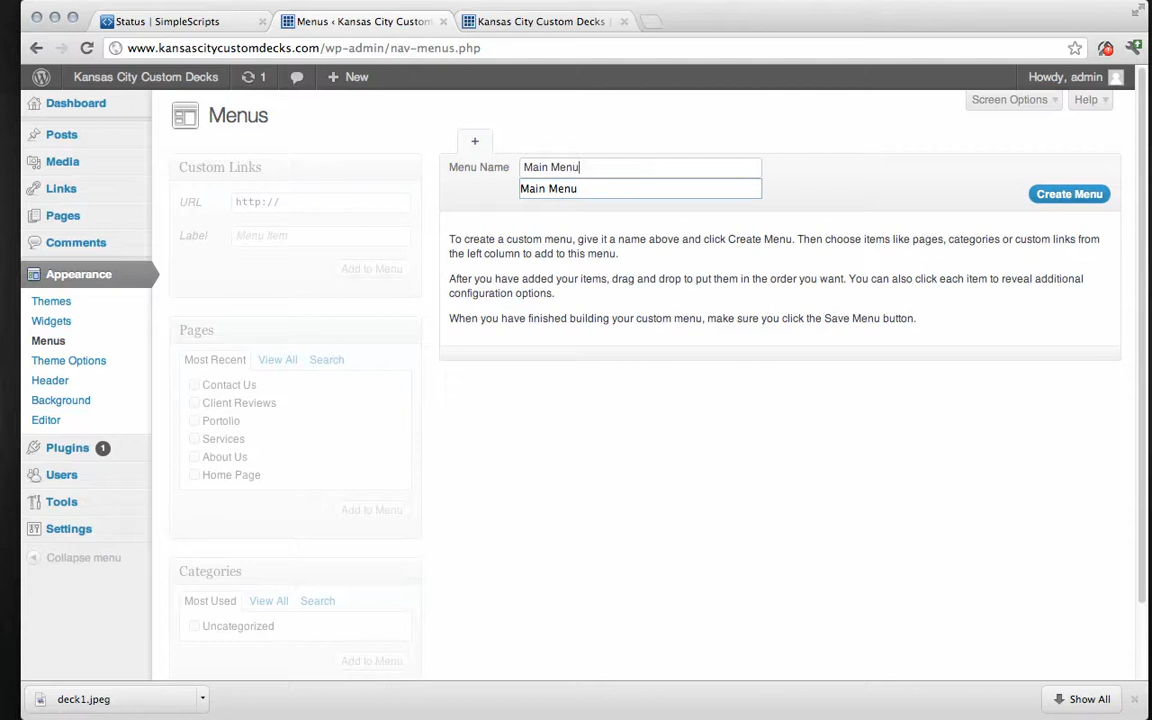 Status | SimpleScripts
Menus ‹ Kansas City Custom
Kansas City Custom Decks
www.kansascitycustomdecks.com/wp-admin/nav-menus.php
Kansas City Custom Decks 1 + New
Howdy, admin
Dashboard
Posts
Media
Links
Pages
Comments
Appearance
Themes
Widgets
Menus
Theme Options
Header
Background
Editor
Plugins 1
Users
Tools
Settings
Collapse menu
Menus
Screen Options
Help
Custom Links
URL http://
Label Menu Item
Add to Menu
Pages
Most Recent View All Search
Contact Us
Client Reviews
Portolio
Services
About Us
Home Page
Add to Menu
Categories
Most Used View All Search
Uncategorized
Add to Menu
+
Menu Name Main Menu
Main Menu
Create Menu
To create a custom menu, give it a name above and click Create Menu. Then choose items like pages, categories or custom links from
the left column to add to this menu.
After you have added your items, drag and drop to put them in the order you want. You can also click each item to reveal additional
configuration options.
When you have finished building your custom menu, make sure you click the Save Menu button.
deck1.jpeg
Show All